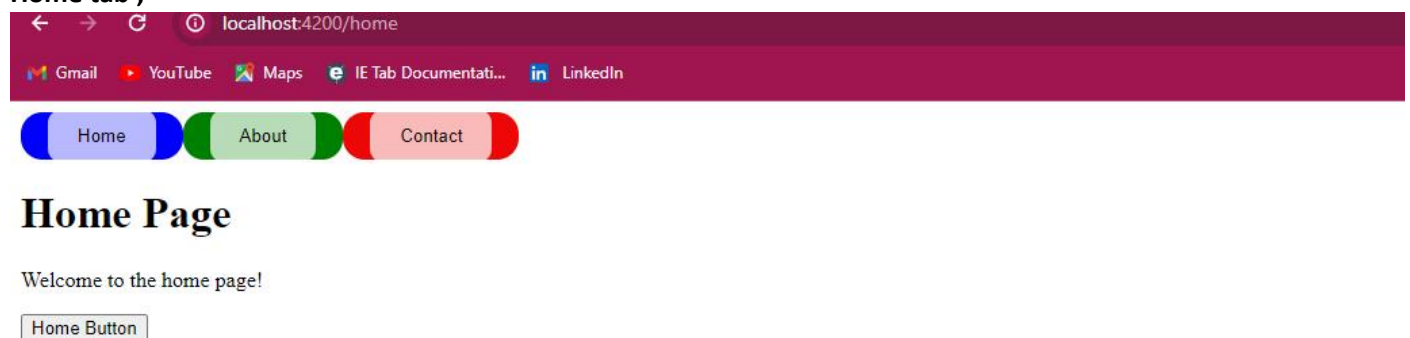 Home tab ,
localhost:4200/home
Gmail YouTube Maps IE Tab Documentati... in LinkedIn
Home About Contact
Home Page
Welcome to the home page!
Home Button